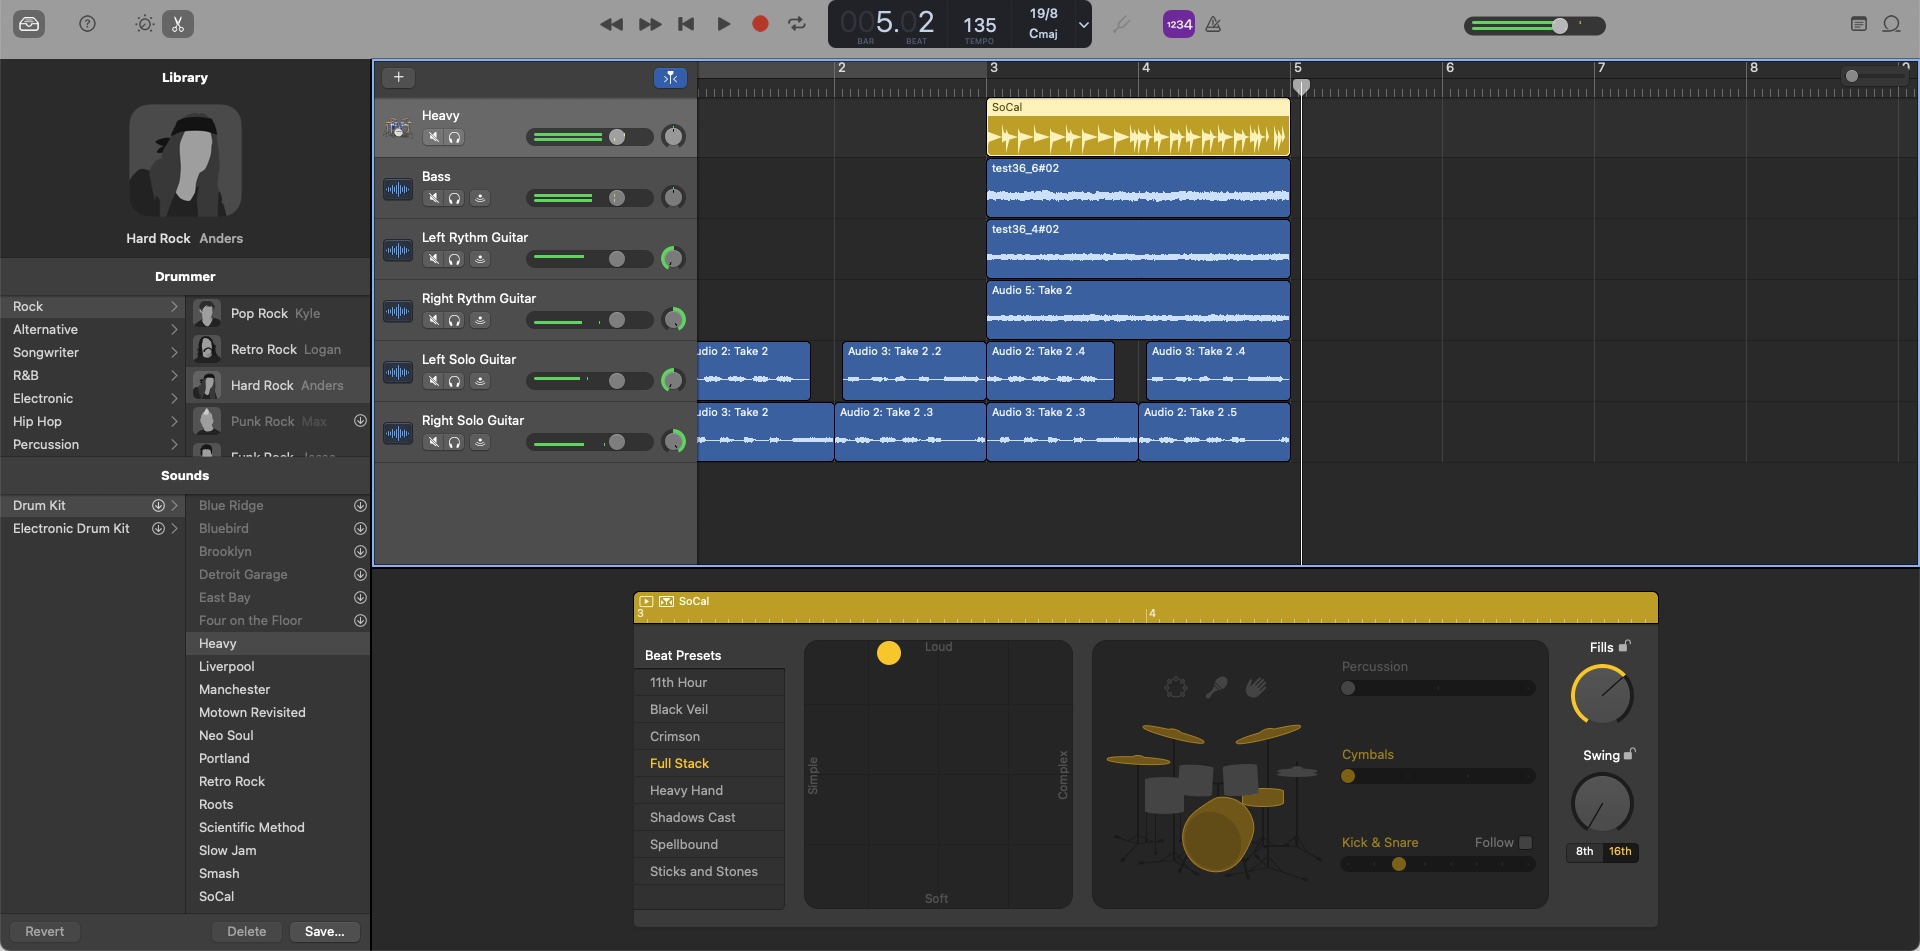 005.02
BAR BEAT
135
TEMPO
19/8
Cmaj
1234
Library
Hard Rock Anders
Drummer
Rock
Alternative
Songwriter
R&B
Electronic
Hip Hop
Percussion
Pop Rock Kyle
Retro Rock Logan
Hard Rock Anders
Punk Rock Max
Sounds
Drum Kit
Electronic Drum Kit
Blue Ridge
Bluebird
Brooklyn
Detroit Garage
East Bay
Four on the Floor
Heavy
Liverpool
Manchester
Motown Revisited
Neo Soul
Portland
Retro Rock
Roots
Scientific Method
Slow Jam
Smash
SoCal
Revert
Delete
Save...
2 3 4 5 6 7 8
Heavy
Bass
Left Rythm Guitar
Right Rythm Guitar
Left Solo Guitar
Right Solo Guitar
SoCal
test36_6#02
test36_4#02
Audio 5: Take 2
udio 2: Take 2
Audio 3: Take 2 .2
Audio 2: Take 2 .4
Audio 3: Take 2 .4
udio 3: Take 2
Audio 2: Take 2 .3
Audio 3: Take 2 .3
Audio 2: Take 2 .5
SoCal
3 4
Beat Presets
11th Hour
Black Veil
Crimson
Full Stack
Heavy Hand
Shadows Cast
Spellbound
Sticks and Stones
Loud
Simple
Complex
Soft
Percussion
Cymbals
Kick & Snare
Follow
Fills
Swing
8th 16th